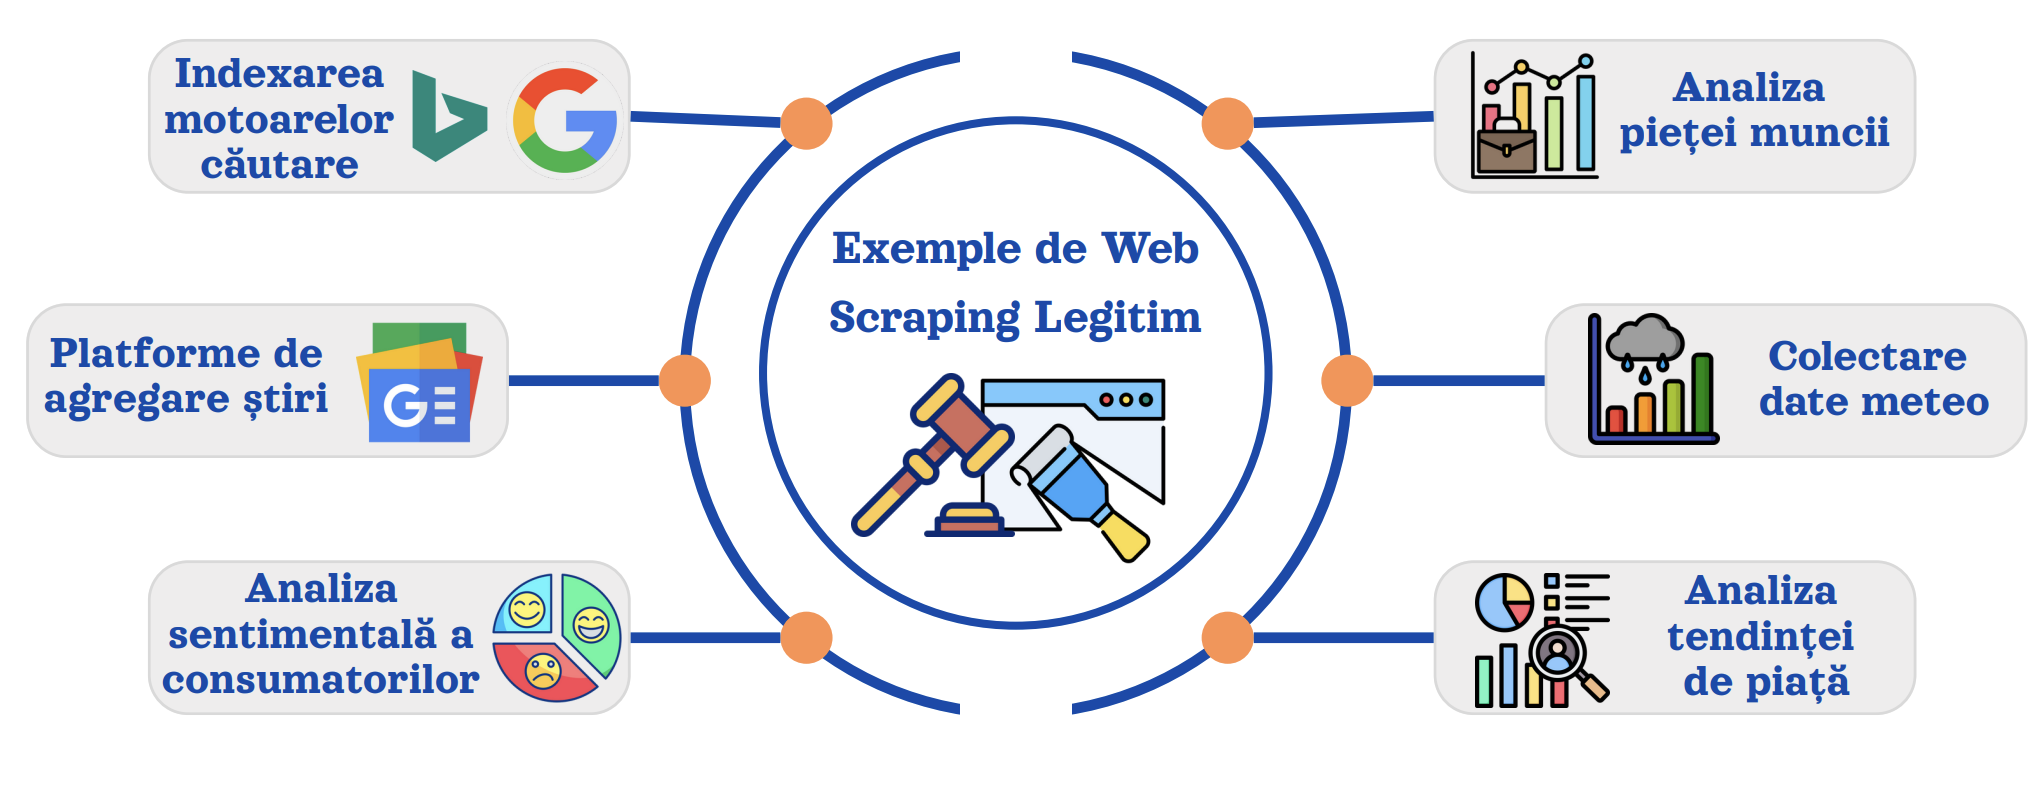 Exemple de Web
Scraping Legitim
Indexarea
motoarelor
căutare
Platforme de
agregare știri
Analiza
sentimentală a
consumatorilor
Analiza
pieței muncii
Colectare
date meteo
Analiza
tendinței
de piață